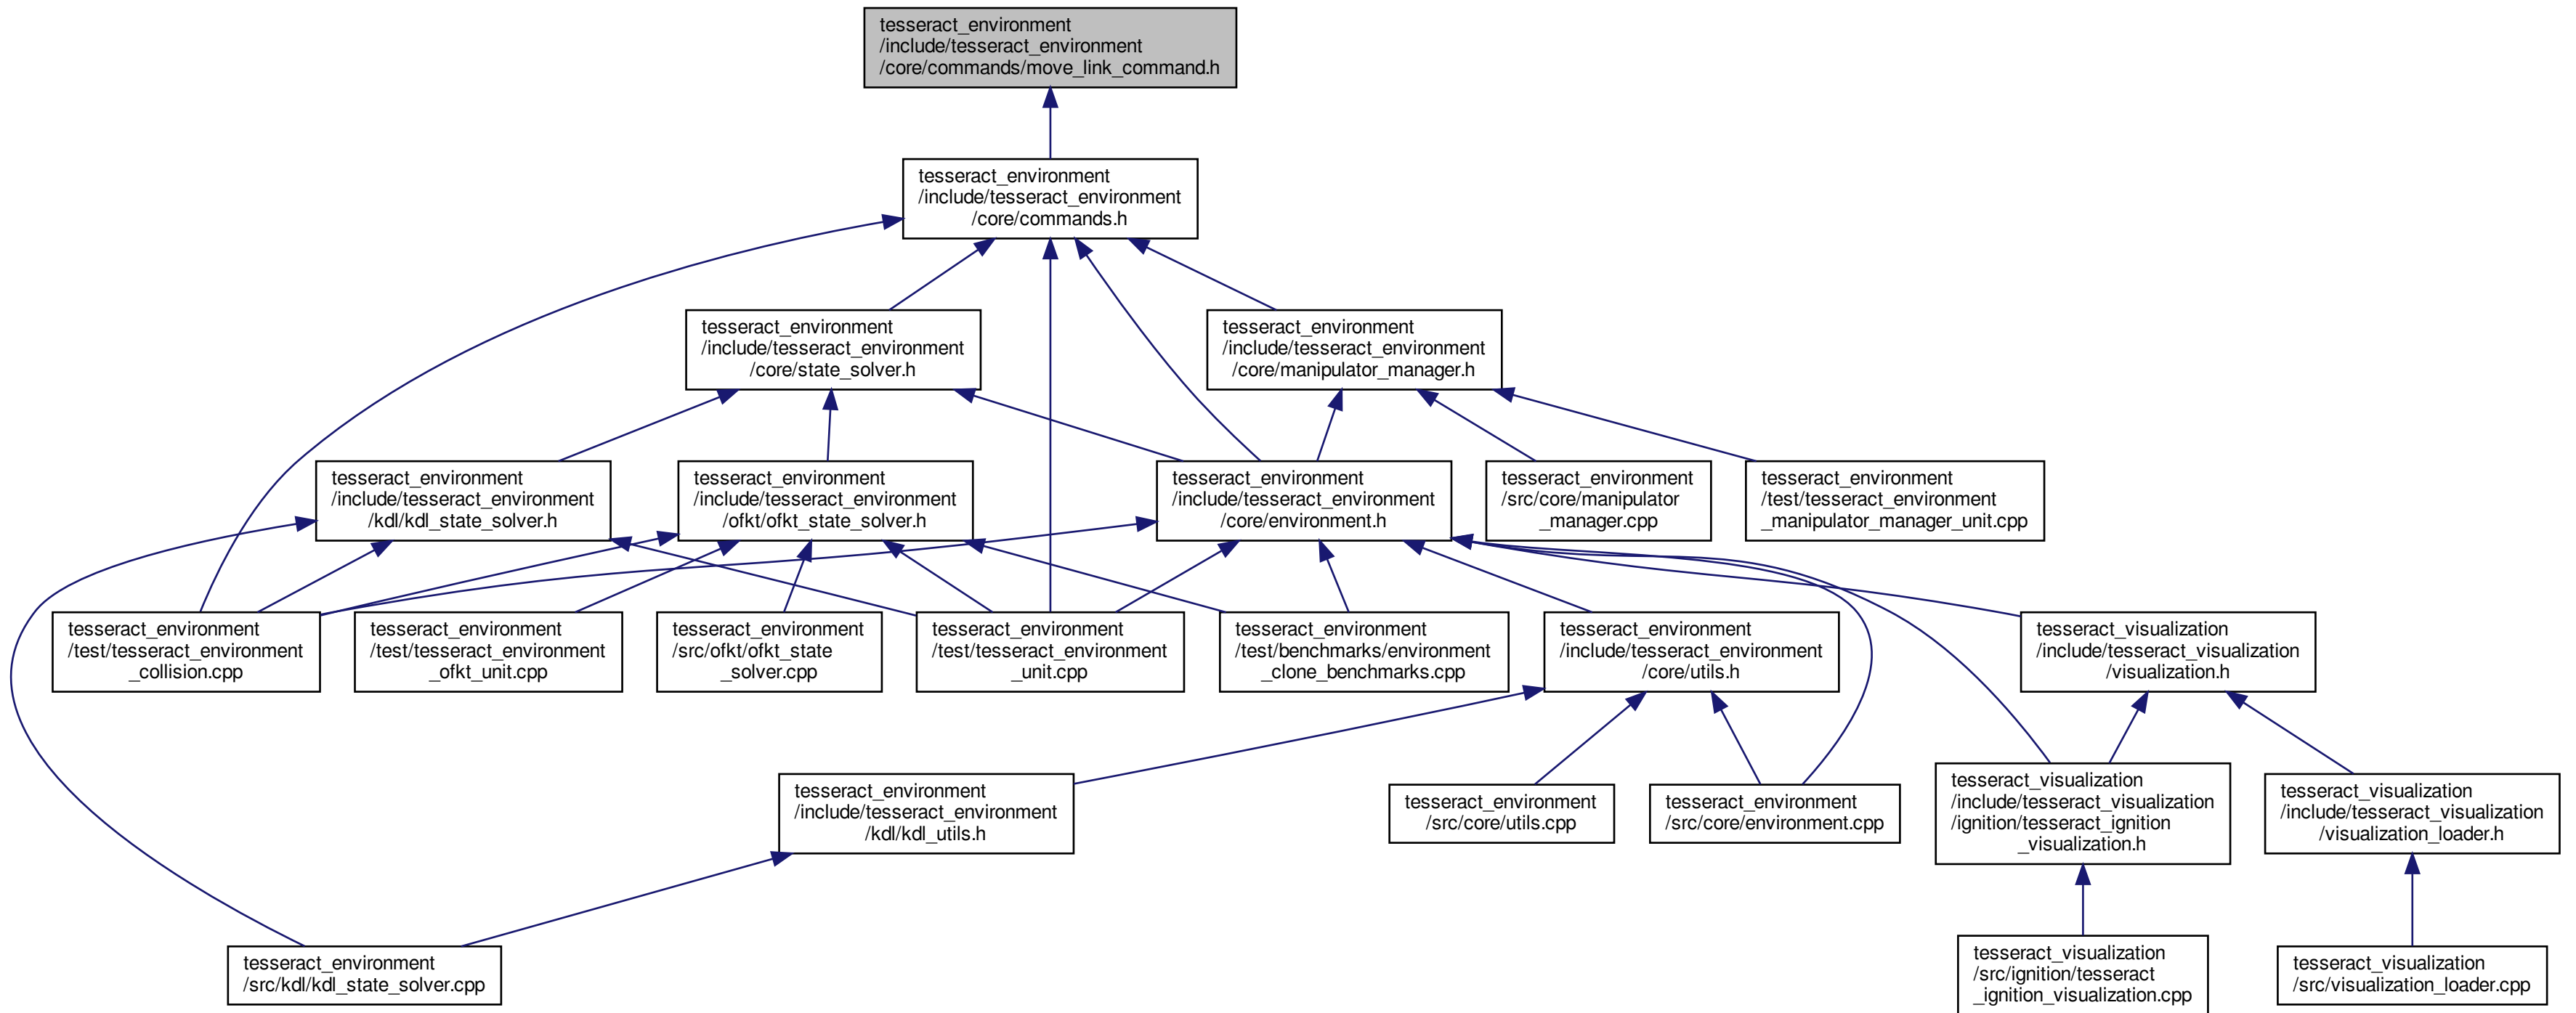 tesseract_environment
/include/tesseract_environment
/core/commands/move_link_command.h
tesseract_environment
/include/tesseract_environment
/core/commands.h
tesseract_environment
/include/tesseract_environment
/core/state_solver.h
tesseract_environment
/include/tesseract_environment
/core/manipulator_manager.h
tesseract_environment
/include/tesseract_environment
/kdl/kdl_state_solver.h
tesseract_environment
/include/tesseract_environment
/ofkt/ofkt_state_solver.h
tesseract_environment
/include/tesseract_environment
/core/environment.h
tesseract_environment
/src/core/manipulator
_manager.cpp
tesseract_environment
/test/tesseract_environment
_manipulator_manager_unit.cpp
tesseract_environment
/test/tesseract_environment
_collision.cpp
tesseract_environment
/test/tesseract_environment
_ofkt_unit.cpp
tesseract_environment
/src/ofkt/ofkt_state
_solver.cpp
tesseract_environment
/test/tesseract_environment
_unit.cpp
tesseract_environment
/test/benchmarks/environment
_clone_benchmarks.cpp
tesseract_environment
/include/tesseract_environment
/core/utils.h
tesseract_visualization
/include/tesseract_visualization
/visualization.h
tesseract_environment
/include/tesseract_environment
/kdl/kdl_utils.h
tesseract_environment
/src/core/utils.cpp
tesseract_environment
/src/core/environment.cpp
tesseract_visualization
/include/tesseract_visualization
/ignition/tesseract_ignition
_visualization.h
tesseract_visualization
/include/tesseract_visualization
/visualization_loader.h
tesseract_environment
/src/kdl/kdl_state_solver.cpp
tesseract_visualization
/src/ignition/tesseract
_ignition_visualization.cpp
tesseract_visualization
/src/visualization_loader.cpp